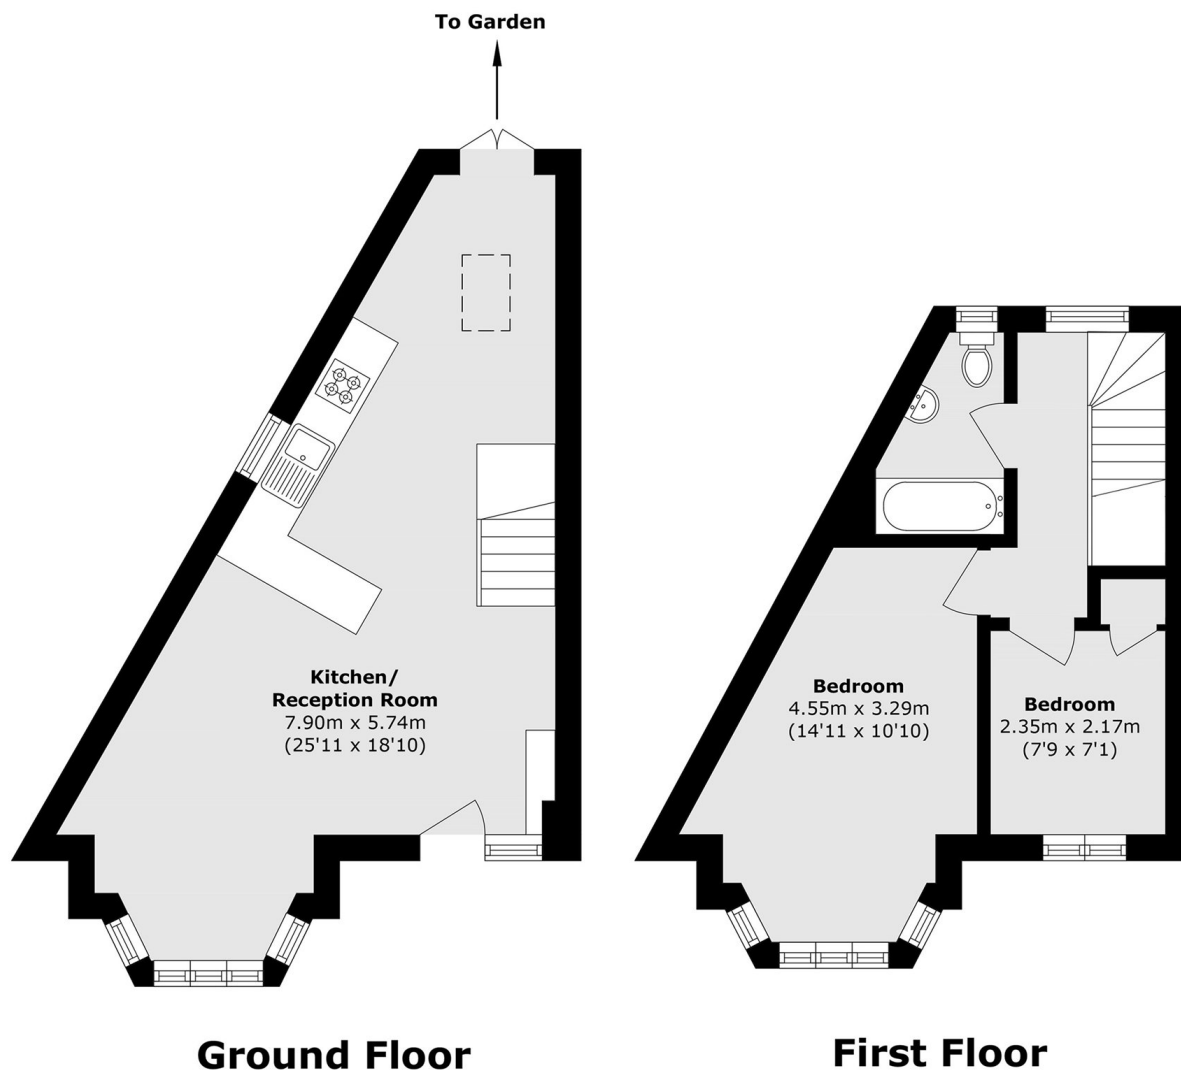 To Garden
Kitchen/
Reception Room
7.90m x 5.74m
(25'11 x 18'10)
Bedroom
4.55m x 3.29m
(14'11 x 10'10)
Bedroom
2.35m x 2.17m
(7'9 x 7'1)
Ground Floor
First Floor